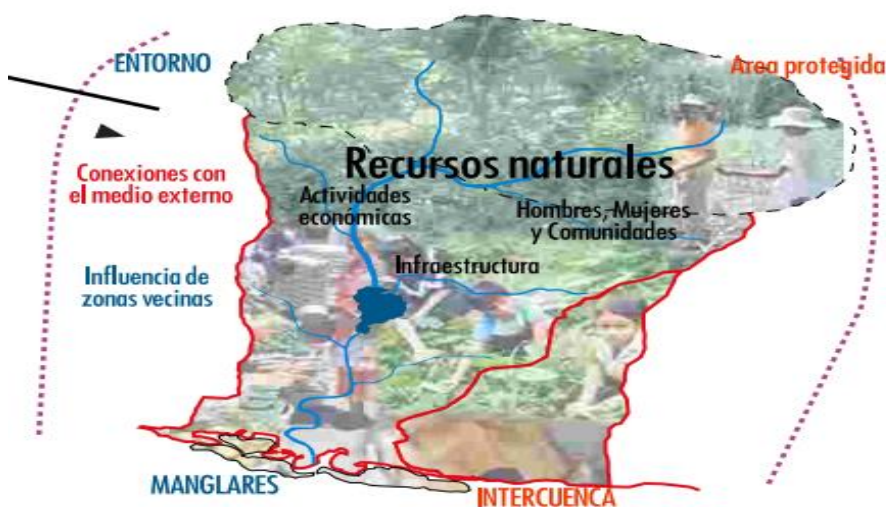 ENTORNO
Area protegida
Recursos naturales
Conexiones con
el medio externo
Actividades
económicas
Hombres, Mujeres
y Comunidades
Influencia de
zonas vecinas
Infraestructura
MANGLARES
INTERCUENCA